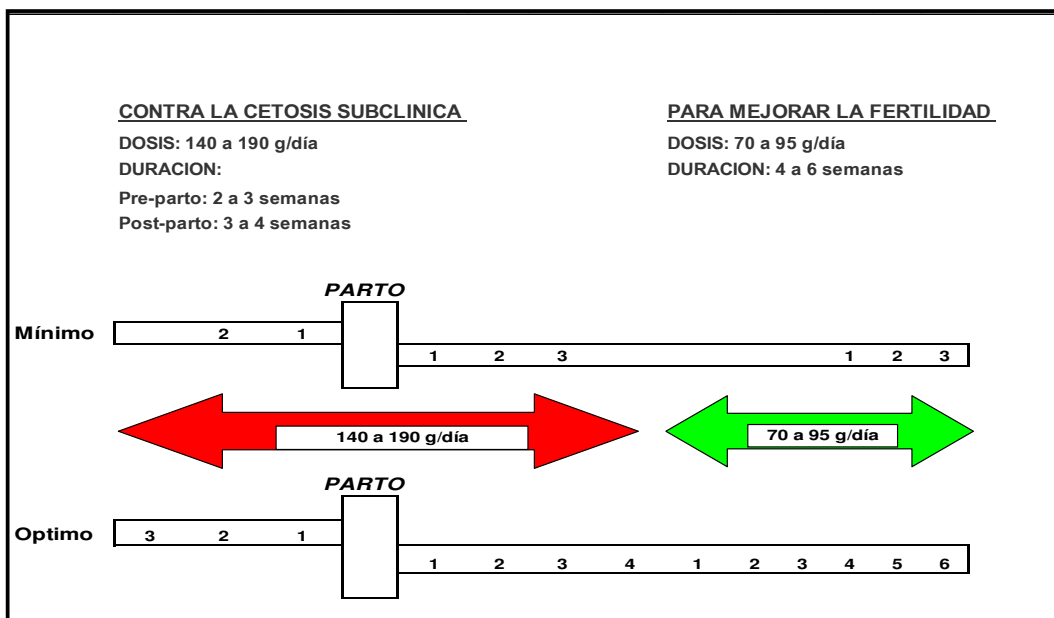 CONTRA LA CETOSIS SUBCLINICA
DOSIS: 140 a 190 g/día
DURACION:
Pre-parto: 2 a 3 semanas
Post-parto: 3 a 4 semanas
PARA MEJORAR LA FERTILIDAD
DOSIS: 70 a 95 g/día
DURACION: 4 a 6 semanas
PARTO
Mínimo 2 1
1 2 3 1 2 3
140 a 190 g/día 70 a 95 g/día
PARTO
Optimo 3 2 1
1 2 3 4 1 2 3 4 5 6